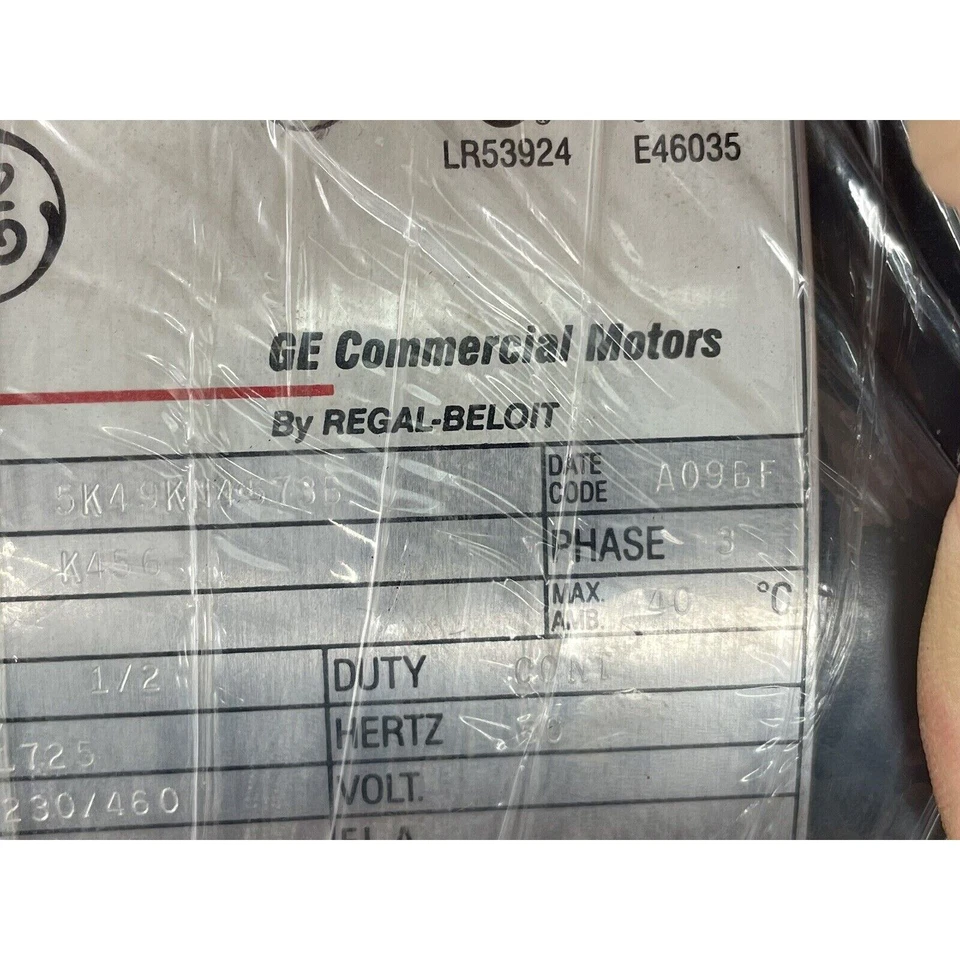 LR53924 E46035
GE Commercial Motors
By REGAL-BELOIT
DATE CODE
K456
PHASE 3
MAX. AMB. 40 °C
1/2 DUTY CONT
1725 HERTZ
230/460 VOLT.